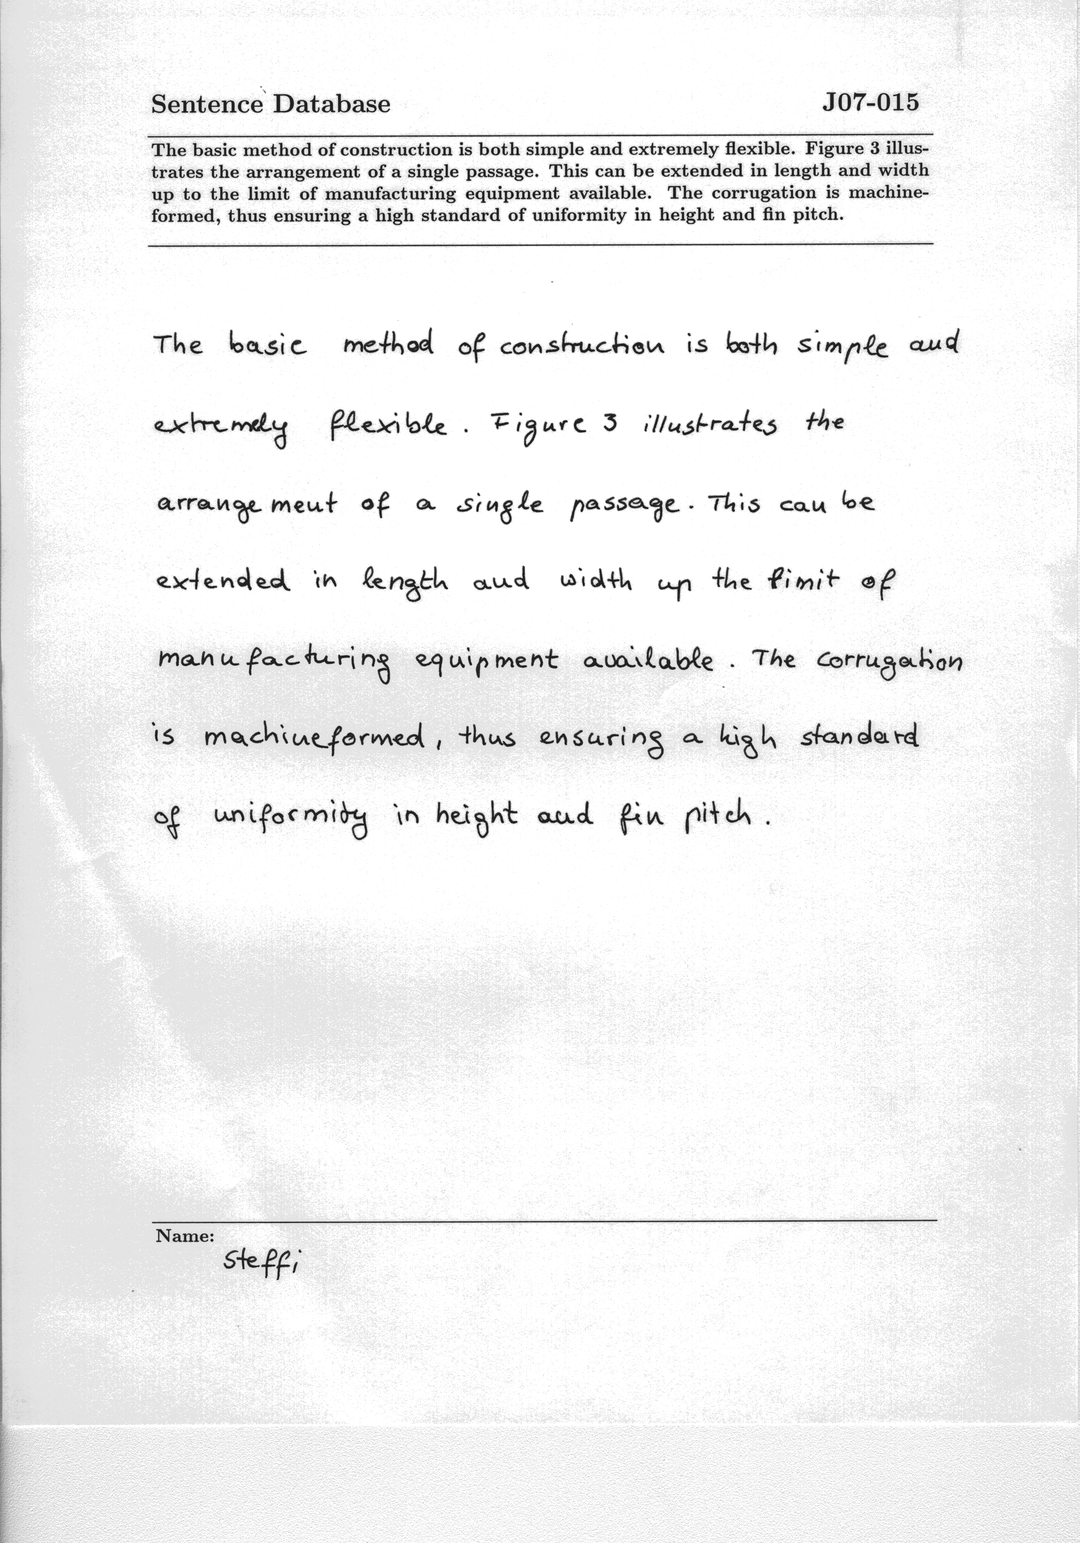 Sentence Database J07-015
The basic method of construction is both simple and extremely flexible. Figure 3 illus-
trates the arrangement of a single passage. This can be extended in length and width
up to the limit of manufacturing equipment available. The corrugation is machine-
formed, thus ensuring a high standard of uniformity in height and fin pitch.
The basic method of construction is both simple and
extremely flexible. Figure 3 illustrates the
arrangement of a single passage. This can be
extended in length and width up the limit of
manufacturing equipment available. The corrugation
is machineformed, thus ensuring a high standard
of uniformity in height and fin pitch.
Name:
Steffi